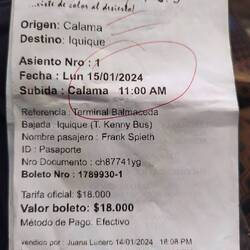 ...viste de color al desierto!
Origen: Calama
Destino: Iquique
Asiento Nro : 1
Fecha : Lun 15/01/2024
Subida : Calama 11:00 AM
Referencia : Terminal Balmaceda
Bajada : Iquique (T. Kenny Bus)
Nombre pasajero : Frank Spieth
ID : Pasaporte
Nro Documento : ch87741yg
Boleto Nro : 1789930-1
Tarifa oficial: $18.000
Valor boleto: $18.000
Método de Pago: Efectivo
vendido por : Juana Lucero 14/01/2024 18:08 PM